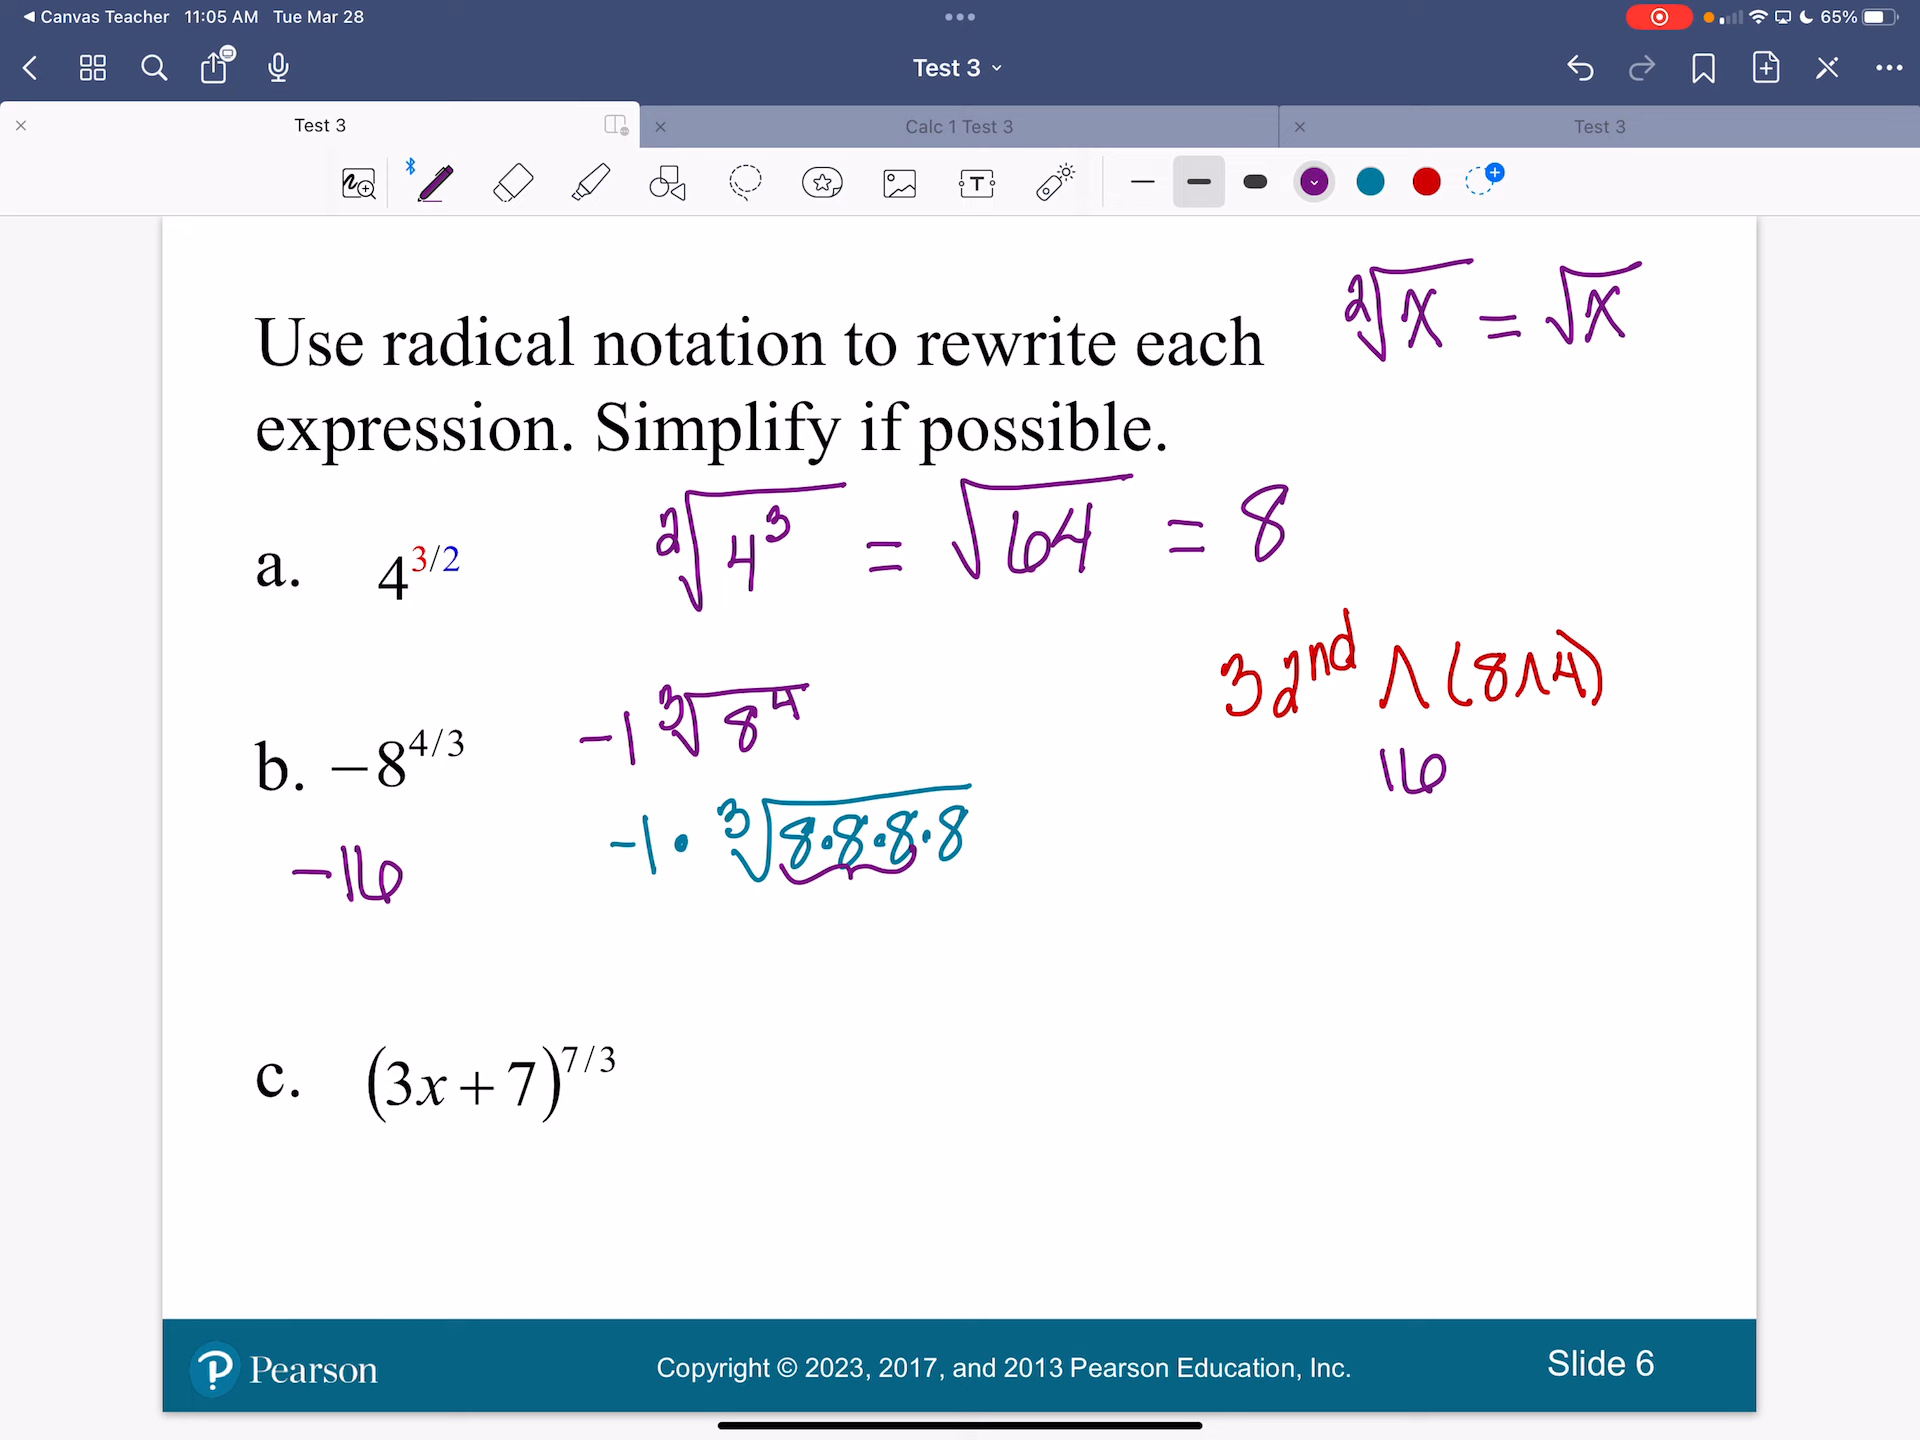 Canvas Teacher 11:05 AM Tue Mar 28 65%
Test 3
Test 3 Calc 1 Test 3 Test 3
²√x = √x
Use radical notation to rewrite each
expression. Simplify if possible.
a. 4^3/2 ²√4³ = √64 = 8
3 2nd ∧ (8∧4)
16
b. −8^4/3 -1 ³√8⁴
-16 -1 • ³√8•8•8•8
c. (3x + 7)^7/3
Pearson Copyright © 2023, 2017, and 2013 Pearson Education, Inc. Slide 6